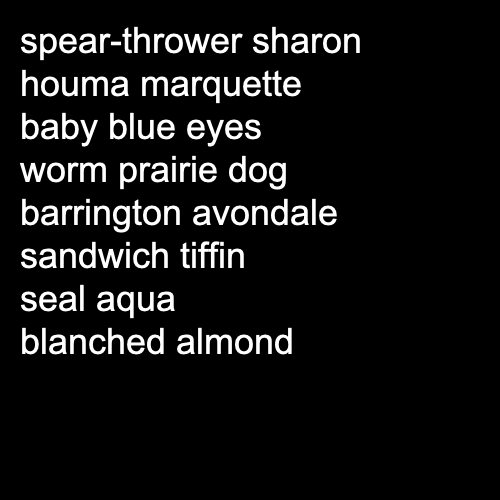 spear-thrower sharon
houma marquette
baby blue eyes
worm prairie dog
barrington avondale
sandwich tiffin
seal aqua
blanched almond